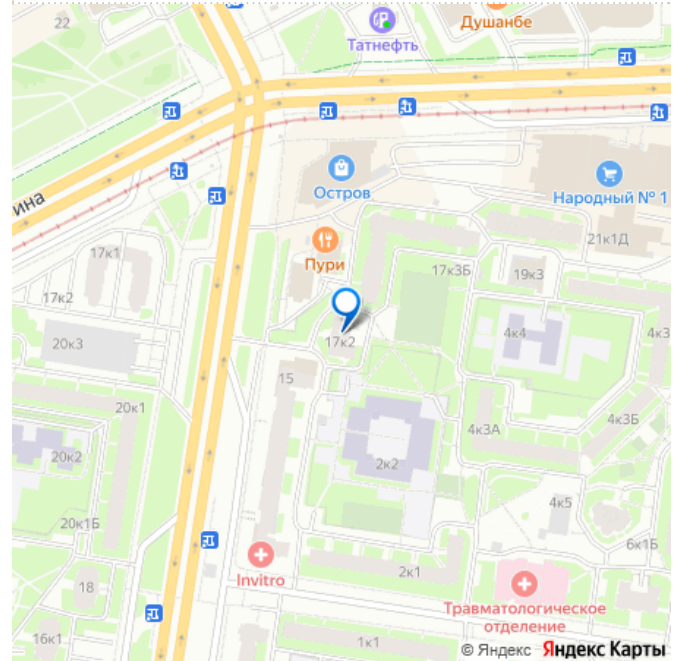 22
Татнефть
Душанбе
ина
Остров
Народный № 1
21к1Д
Пури
17к1
17к3Б
19к3
17к2
20к3
17к2
4к4
4к3
15
20к1
4к3А
4к3Б
20к2
2к2
4к5
20к1Б
6к1Б
Invitro
2к1
18
Травматологическое
отделение
16к1
1к1
© Яндекс Яндекс Карты